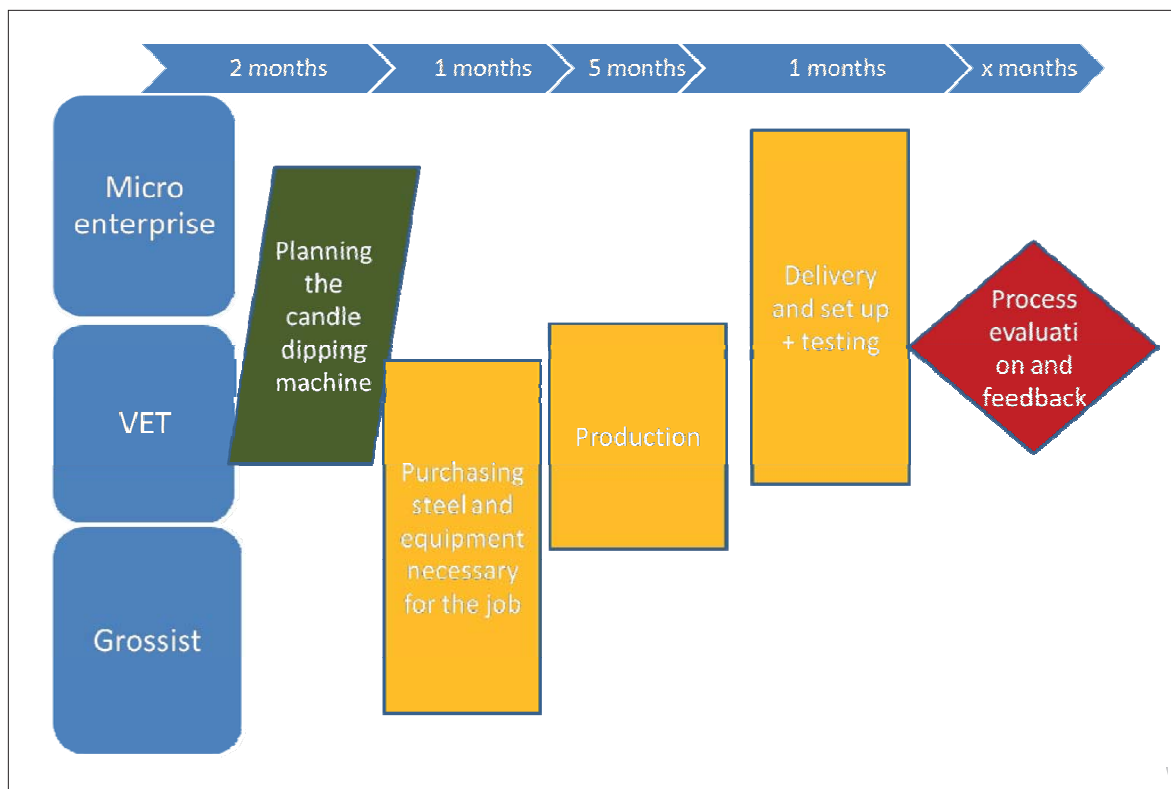 2 months
1 months
5 months
1 months
x months
Micro
enterprise
VET
Grossist
Planning
the
candle
dipping
machine
Purchasing
steel and
equipment
necessary
for the job
Production
Delivery
and set up
+ testing
Process
evaluati
on and
feedback